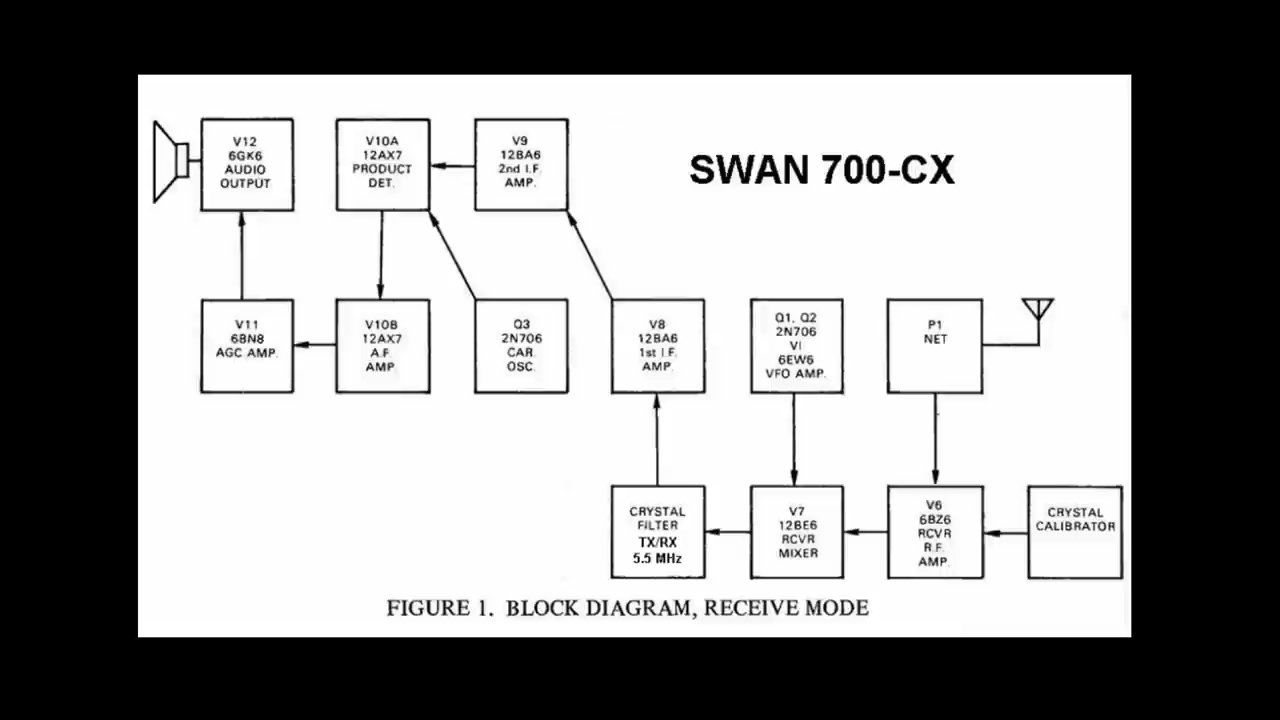 V12
6GK6
AUDIO
OUTPUT
V10A
12AX7
PRODUCT
DET.
V9
12BA6
2nd I.F.
AMP.
SWAN 700-CX
V11
6BN8
AGC AMP.
V10B
12AX7
A.F.
AMP.
Q3
2N706
CAR.
OSC.
V8
12BA6
1st I.F.
AMP.
Q1, Q2
2N706
VI
6EW6
VFO AMP.
P1
NET
CRYSTAL
FILTER
TX/RX
5.5 MHz
V7
12BE6
RCVR
MIXER
V6
6BZ6
RCVR
R.F.
AMP.
CRYSTAL
CALIBRATOR
FIGURE 1. BLOCK DIAGRAM, RECEIVE MODE